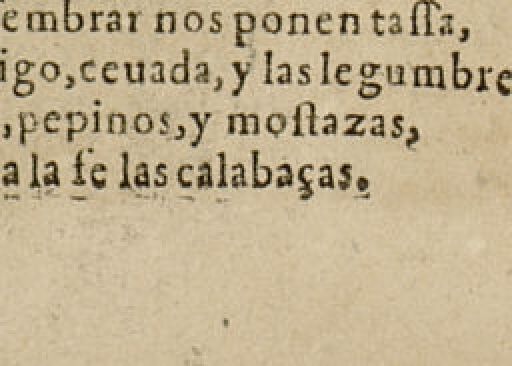 embrar nos ponen taſſa,
igo,ceuada,y las legumbre
,pepinos,y moſtazas,
a la fe las calabaças.